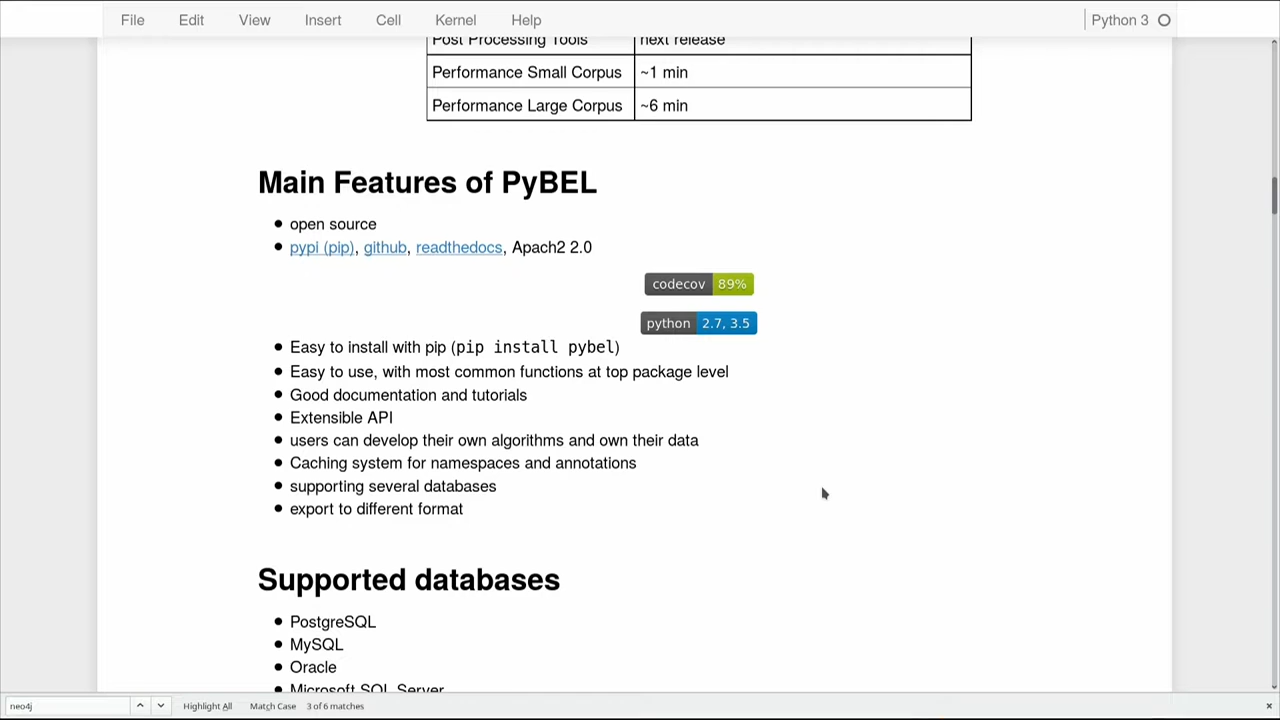 File Edit View Insert Cell Kernel Help Python 3
Post Processing Tools next release
Performance Small Corpus ~1 min
Performance Large Corpus ~6 min
Main Features of PyBEL
open source
pypi (pip), github, readthedocs, Apach2 2.0
codecov 89%
python 2.7, 3.5
Easy to install with pip (pip install pybel)
Easy to use, with most common functions at top package level
Good documentation and tutorials
Extensible API
users can develop their own algorithms and own their data
Caching system for namespaces and annotations
supporting several databases
export to different format
Supported databases
PostgreSQL
MySQL
Oracle
Microsoft SQL Server
neo4j Highlight All Match Case 3 of 6 matches